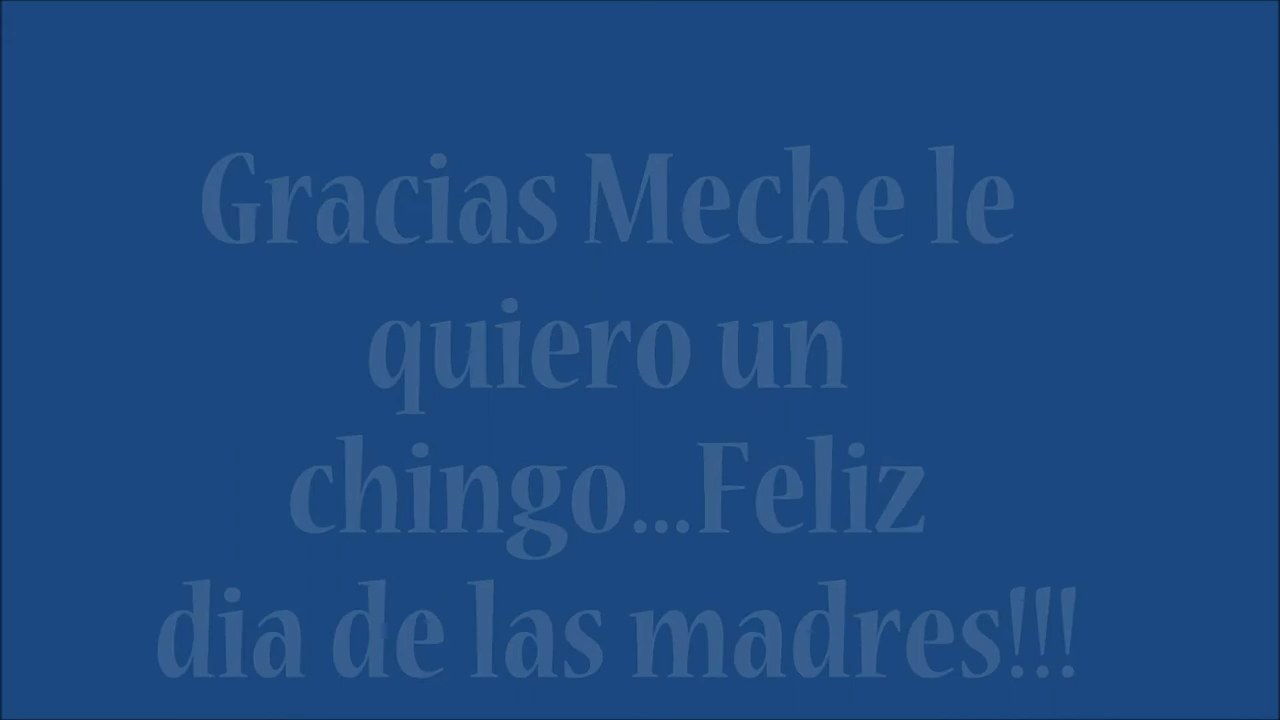 Gracias Meche le
quiero un
chingo...Feliz
dia de las madres!!!